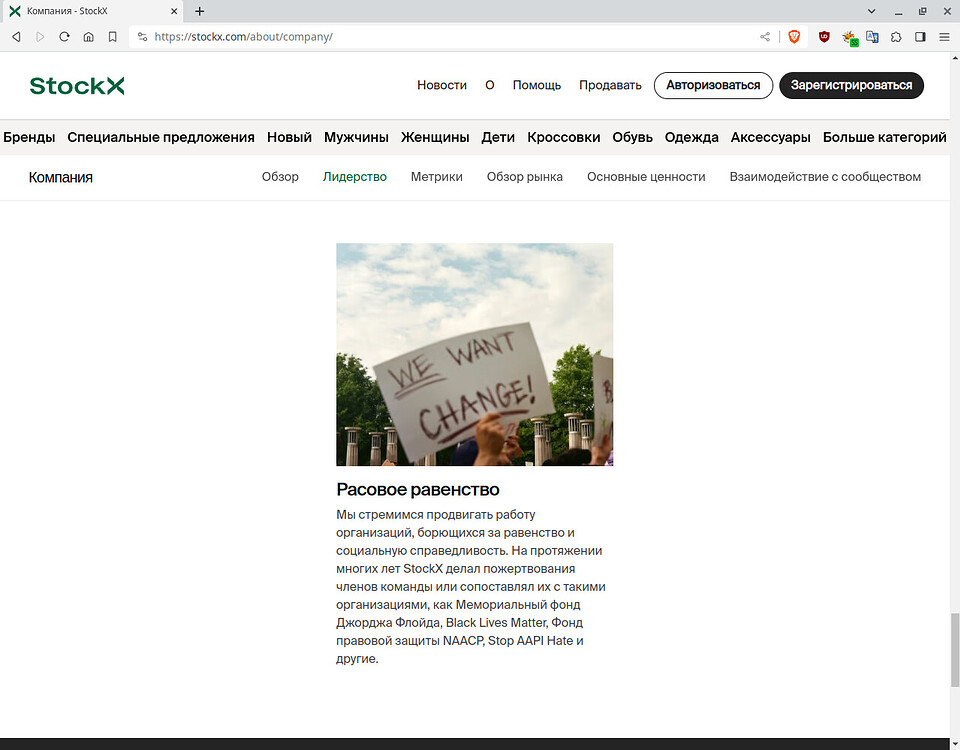 Компания - StockX
https://stockx.com/about/company/
StockX
Новости О Помощь Продавать Авторизоваться Зарегистрироваться
Бренды Специальные предложения Новый Мужчины Женщины Дети Кроссовки Обувь Одежда Аксессуары Больше категорий
Компания Обзор Лидерство Метрики Обзор рынка Основные ценности Взаимодействие с сообществом
WE WANT
CHANGE!
Расовое равенство
Мы стремимся продвигать работу
организаций, борющихся за равенство и
социальную справедливость. На протяжении
многих лет StockX делал пожертвования
членов команды или сопоставлял их с такими
организациями, как Мемориальный фонд
Джорджа Флойда, Black Lives Matter, Фонд
правовой защиты NAACP, Stop AAPI Hate и
другие.